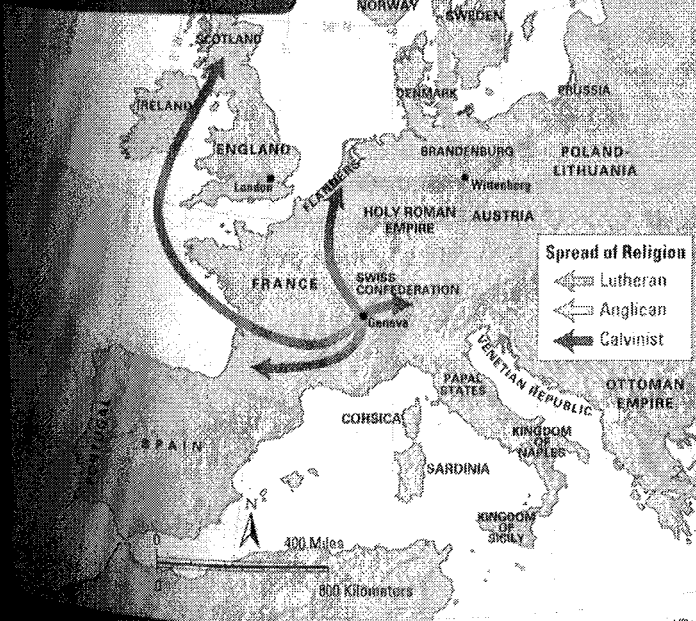 NORWAY
SWEDEN
SCOTLAND
DENMARK
PRUSSIA
IRELAND
ENGLAND
BRANDENBURG
POLAND-
LITHUANIA
London
Wittenberg
FLANDERS
HOLY ROMAN
EMPIRE
AUSTRIA
Spread of Religion
Lutheran
Anglican
Calvinist
FRANCE
SWISS
CONFEDERATION
Geneva
VENETIAN REPUBLIC
PAPAL
STATES
OTTOMAN
EMPIRE
CORSICA
PORTUGAL
SPAIN
KINGDOM
OF
NAPLES
SARDINIA
N
KINGDOM
OF
SICILY
0
400 Miles
0
800 Kilometers